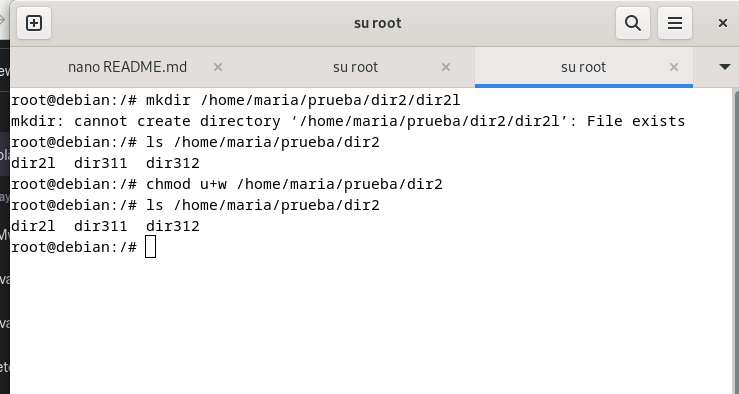 su root
nano README.md
su root
su root
root@debian:/# mkdir /home/maria/prueba/dir2/dir2l
mkdir: cannot create directory ‘/home/maria/prueba/dir2/dir2l’: File exists
root@debian:/# ls /home/maria/prueba/dir2
dir2l  dir311  dir312
root@debian:/# chmod u+w /home/maria/prueba/dir2
root@debian:/# ls /home/maria/prueba/dir2
dir2l  dir311  dir312
root@debian:/#